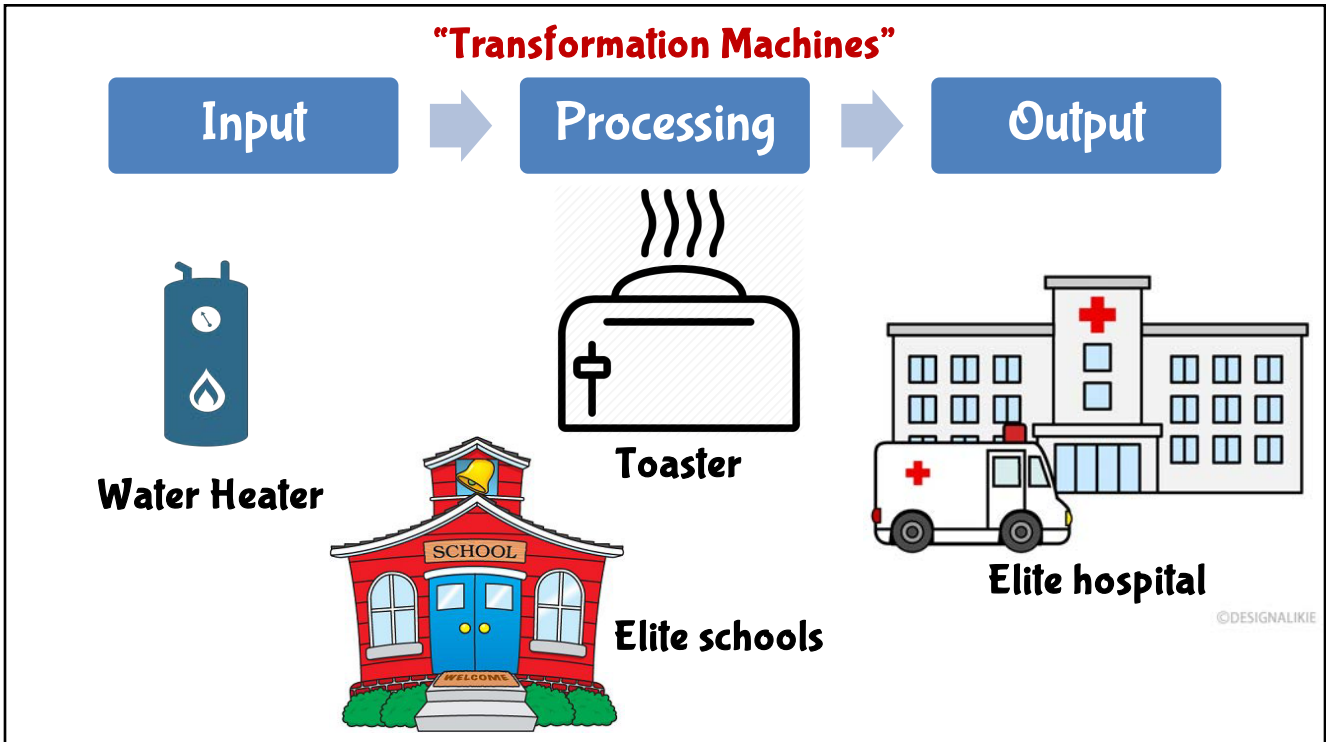 “Transformation Machines”
Input
Processing
Output
Toaster
Water Heater
SCHOOL
WELCOME
Elite schools
Elite hospital
©DESIGNALIKIE